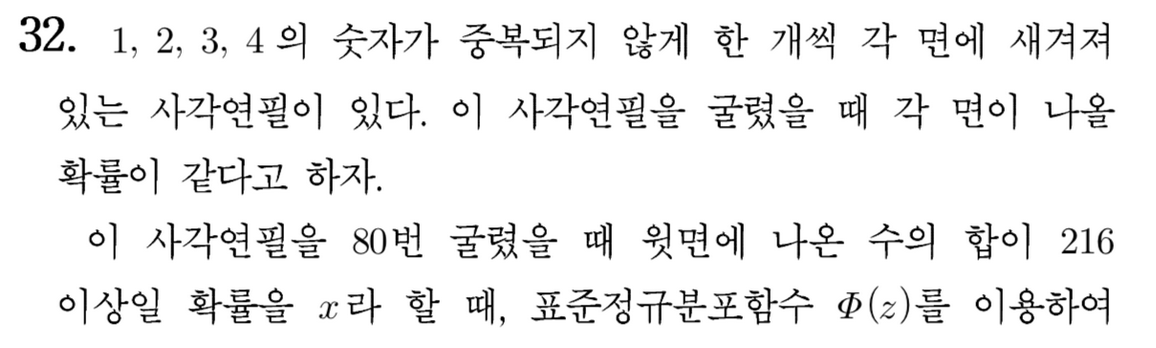 32. 1, 2, 3, 4의 숫자가 중복되지 않게 한 개씩 각 면에 새겨져
있는 사각연필이 있다. 이 사각연필을 굴렸을 때 각 면이 나올
확률이 같다고 하자.
이 사각연필을 80번 굴렸을 때 윗면에 나온 수의 합이 216
이상일 확률을 x라 할 때, 표준정규분포함수 Φ(z)를 이용하여